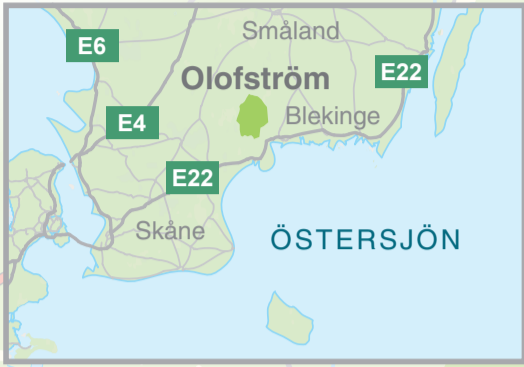 Småland
E6
E22
Olofström
Blekinge
E4
E22
Skåne
ÖSTERSJÖN